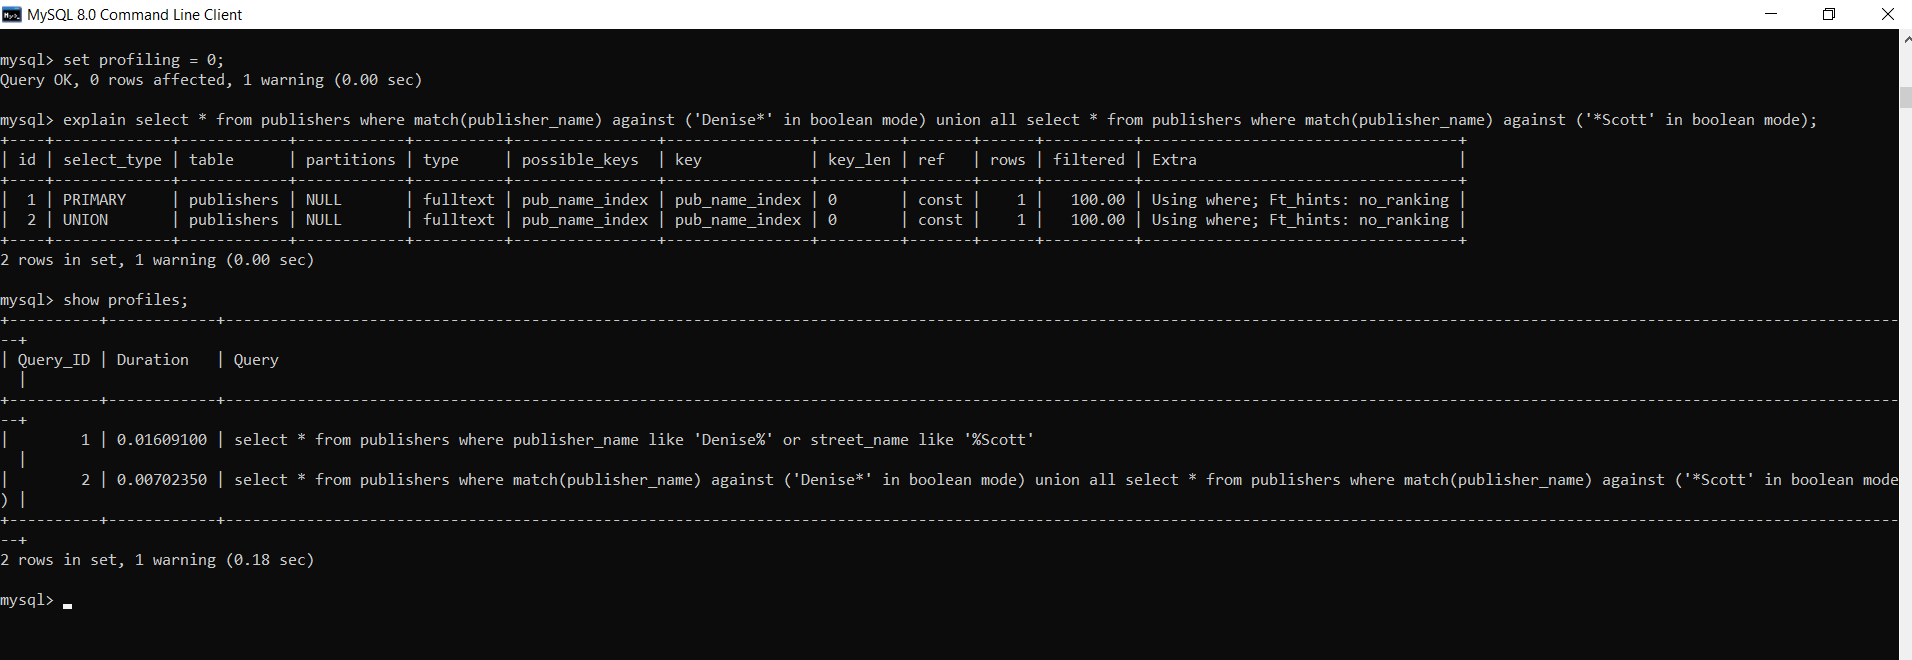 MySQL 8.0 Command Line Client
mysql> set profiling = 0;
Query OK, 0 rows affected, 1 warning (0.00 sec)
mysql> explain select * from publishers where match(publisher_name) against ('Denise*' in boolean mode) union all select * from publishers where match(publisher_name) against ('*Scott' in boolean mode);
+----+-------------+------------+------------+----------+----------------+----------------+---------+-------+------+----------+-----------------------------------+
| id | select_type | table      | partitions | type     | possible_keys  | key            | key_len | ref   | rows | filtered | Extra                             |
+----+-------------+------------+------------+----------+----------------+----------------+---------+-------+------+----------+-----------------------------------+
|  1 | PRIMARY     | publishers | NULL       | fulltext | pub_name_index | pub_name_index | 0       | const |    1 |   100.00 | Using where; Ft_hints: no_ranking |
|  2 | UNION       | publishers | NULL       | fulltext | pub_name_index | pub_name_index | 0       | const |    1 |   100.00 | Using where; Ft_hints: no_ranking |
+----+-------------+------------+------------+----------+----------------+----------------+---------+-------+------+----------+-----------------------------------+
2 rows in set, 1 warning (0.00 sec)
mysql> show profiles;
| Query_ID | Duration   | Query
|
|        1 | 0.01609100 | select * from publishers where publisher_name like 'Denise%' or street_name like '%Scott'
|
|        2 | 0.00702350 | select * from publishers where match(publisher_name) against ('Denise*' in boolean mode) union all select * from publishers where match(publisher_name) against ('*Scott' in boolean mode
) |
2 rows in set, 1 warning (0.18 sec)
mysql>